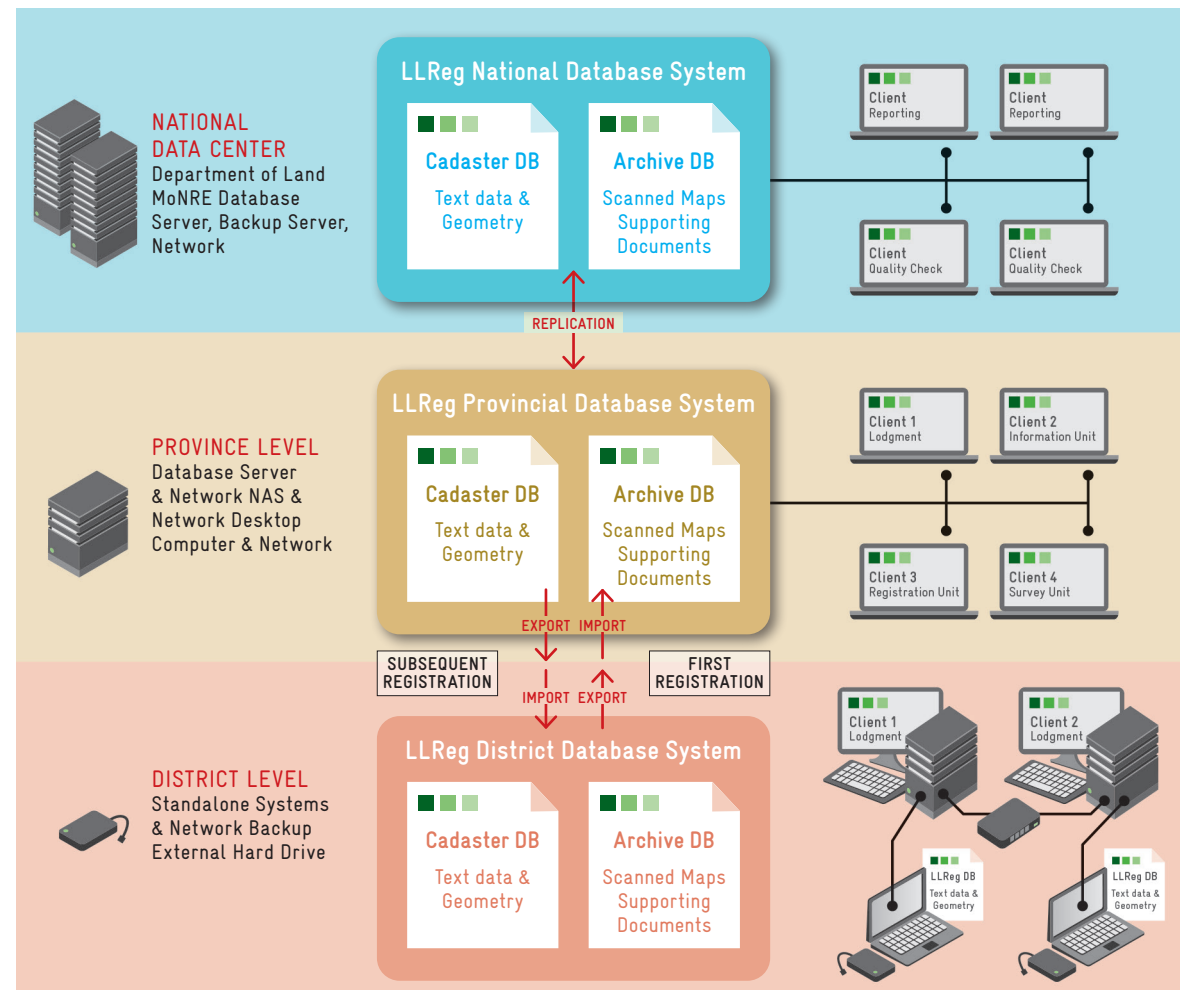 LLReg National Database System
NATIONAL
DATA CENTER
Department of Land
MoNRE Database
Server, Backup Server,
Network
Cadaster DB
Text data &
Geometry
Archive DB
Scanned Maps
Supporting
Documents
Client
Reporting
Client
Reporting
Client
Quality Check
Client
Quality Check
REPLICATION
LLReg Provincial Database System
PROVINCE LEVEL
Database Server
& Network NAS &
Network Desktop
Computer & Network
Cadaster DB
Text data &
Geometry
Archive DB
Scanned Maps
Supporting
Documents
Client 1
Lodgment
Client 2
Information Unit
Client 3
Registration Unit
Client 4
Survey Unit
EXPORT IMPORT
SUBSEQUENT
REGISTRATION
FIRST
REGISTRATION
IMPORT EXPORT
LLReg District Database System
DISTRICT LEVEL
Standalone Systems
& Network Backup
External Hard Drive
Cadaster DB
Text data &
Geometry
Archive DB
Scanned Maps
Supporting
Documents
Client 1
Lodgment
Client 2
Lodgment
LLReg DB
Text data &
Geometry
LLReg DB
Text data &
Geometry